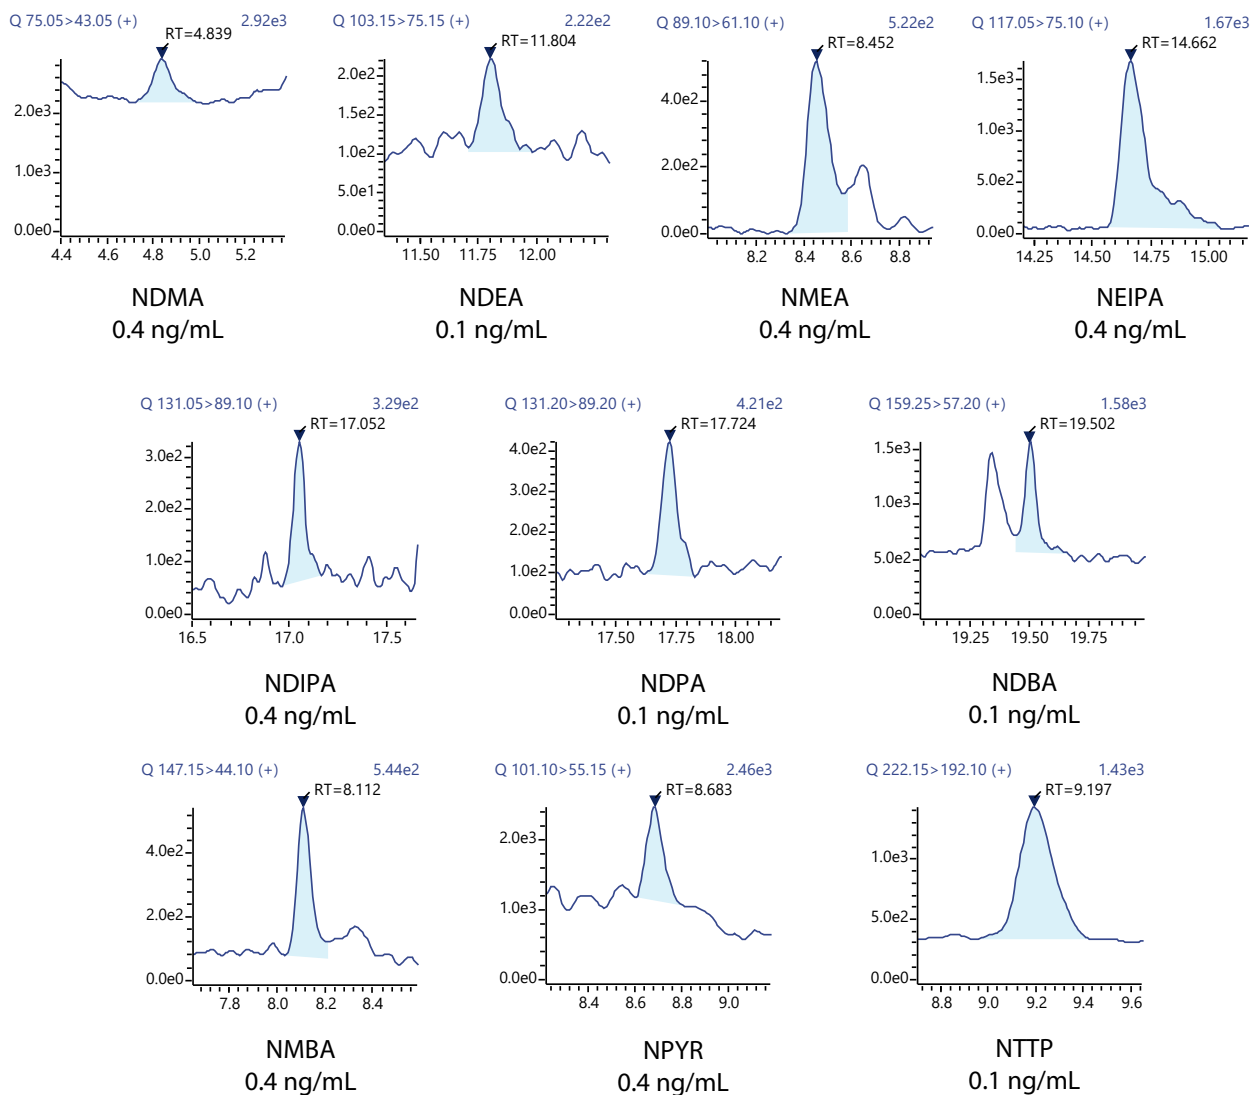 Q 75.05>43.05 (+) 2.92e3
RT=4.839
2.0e3
1.0e3
0.0e0
4.4 4.6 4.8 5.0 5.2
NDMA
0.4 ng/mL
Q 103.15>75.15 (+) 2.22e2
RT=11.804
2.0e2
1.5e2
1.0e2
5.0e1
0.0e0
11.50 11.75 12.00
NDEA
0.1 ng/mL
Q 89.10>61.10 (+) 5.22e2
RT=8.452
4.0e2
2.0e2
0.0e0
8.2 8.4 8.6 8.8
NMEA
0.4 ng/mL
Q 117.05>75.10 (+) 1.67e3
RT=14.662
1.5e3
1.0e3
5.0e2
0.0e0
14.25 14.50 14.75 15.00
NEIPA
0.4 ng/mL
Q 131.05>89.10 (+) 3.29e2
RT=17.052
3.0e2
2.0e2
1.0e2
0.0e0
16.5 17.0 17.5
NDIPA
0.4 ng/mL
Q 131.20>89.20 (+) 4.21e2
RT=17.724
4.0e2
3.0e2
2.0e2
1.0e2
0.0e0
17.50 17.75 18.00
NDPA
0.1 ng/mL
Q 159.25>57.20 (+) 1.58e3
RT=19.502
1.5e3
1.0e3
5.0e2
0.0e0
19.25 19.50 19.75
NDBA
0.1 ng/mL
Q 147.15>44.10 (+) 5.44e2
RT=8.112
4.0e2
2.0e2
0.0e0
7.8 8.0 8.2 8.4
NMBA
0.4 ng/mL
Q 101.10>55.15 (+) 2.46e3
RT=8.683
2.0e3
1.0e3
0.0e0
8.4 8.6 8.8 9.0
NPYR
0.4 ng/mL
Q 222.15>192.10 (+) 1.43e3
RT=9.197
1.0e3
5.0e2
0.0e0
8.8 9.0 9.2 9.4 9.6
NTTP
0.1 ng/mL